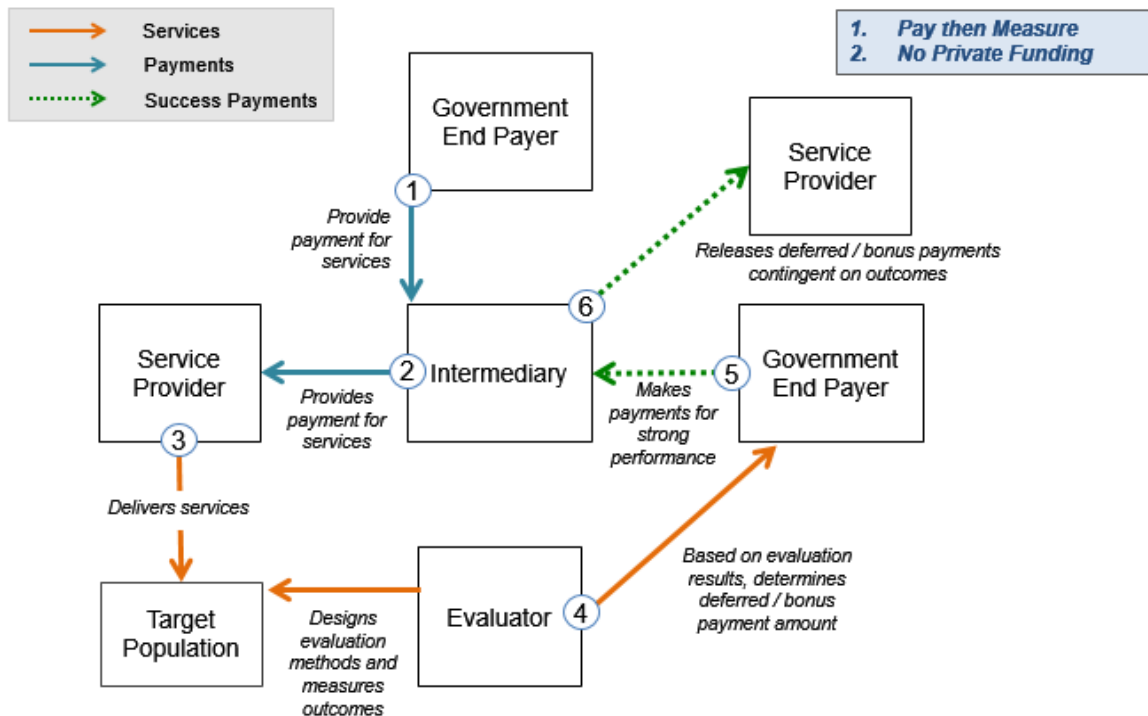 Services
Payments
Success Payments
1. Pay then Measure
2. No Private Funding
Government
End Payer
1
Provide
payment for
services
Service
Provider
Releases deferred / bonus payments
contingent on outcomes
6
Service
Provider
2
Intermediary
Provides
payment for
services
5
Government
End Payer
Makes
payments for
strong
performance
3
Delivers services
Target
Population
Designs
evaluation
methods and
measures
outcomes
Evaluator
4
Based on evaluation
results, determines
deferred / bonus
payment amount